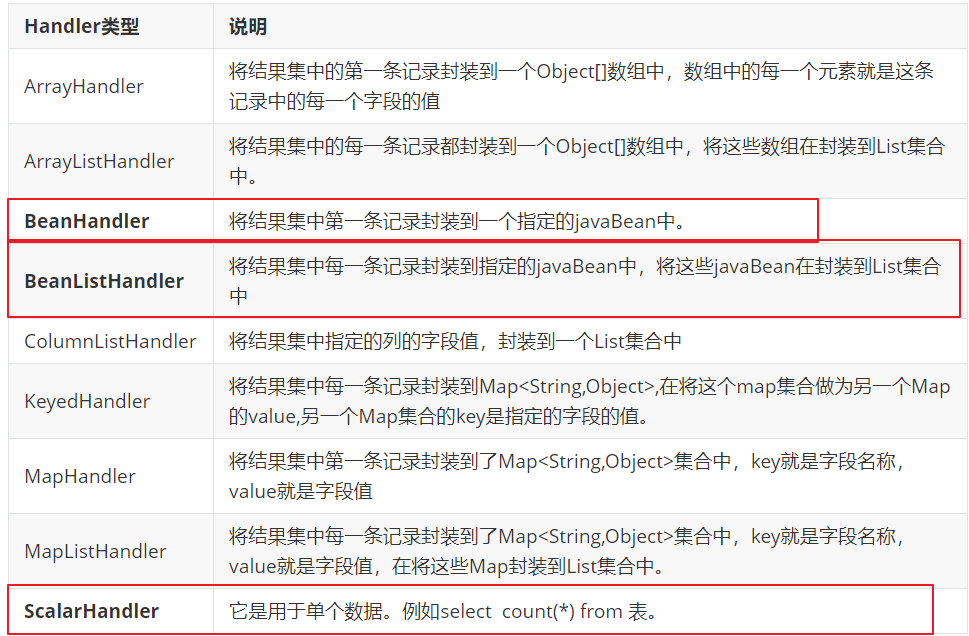 Handler类型 说明
ArrayHandler 将结果集中的第一条记录封装到一个Object[]数组中，数组中的每一个元素就是这条
记录中的每一个字段的值
ArrayListHandler 将结果集中的每一条记录都封装到一个Object[]数组中，将这些数组在封装到List集合
中。
BeanHandler 将结果集中第一条记录封装到一个指定的javaBean中。
BeanListHandler 将结果集中每一条记录封装到指定的javaBean中，将这些javaBean在封装到List集合
中
ColumnListHandler 将结果集中指定的列的字段值，封装到一个List集合中
KeyedHandler 将结果集中每一条记录封装到Map<String,Object>,在将这个map集合做为另一个Map
的value,另一个Map集合的key是指定的字段的值。
MapHandler 将结果集中第一条记录封装到了Map<String,Object>集合中，key就是字段名称，
value就是字段值
MapListHandler 将结果集中每一条记录封装到了Map<String,Object>集合中，key就是字段名称，
value就是字段值，在将这些Map封装到List集合中。
ScalarHandler 它是用于单个数据。例如select count(*) from 表。